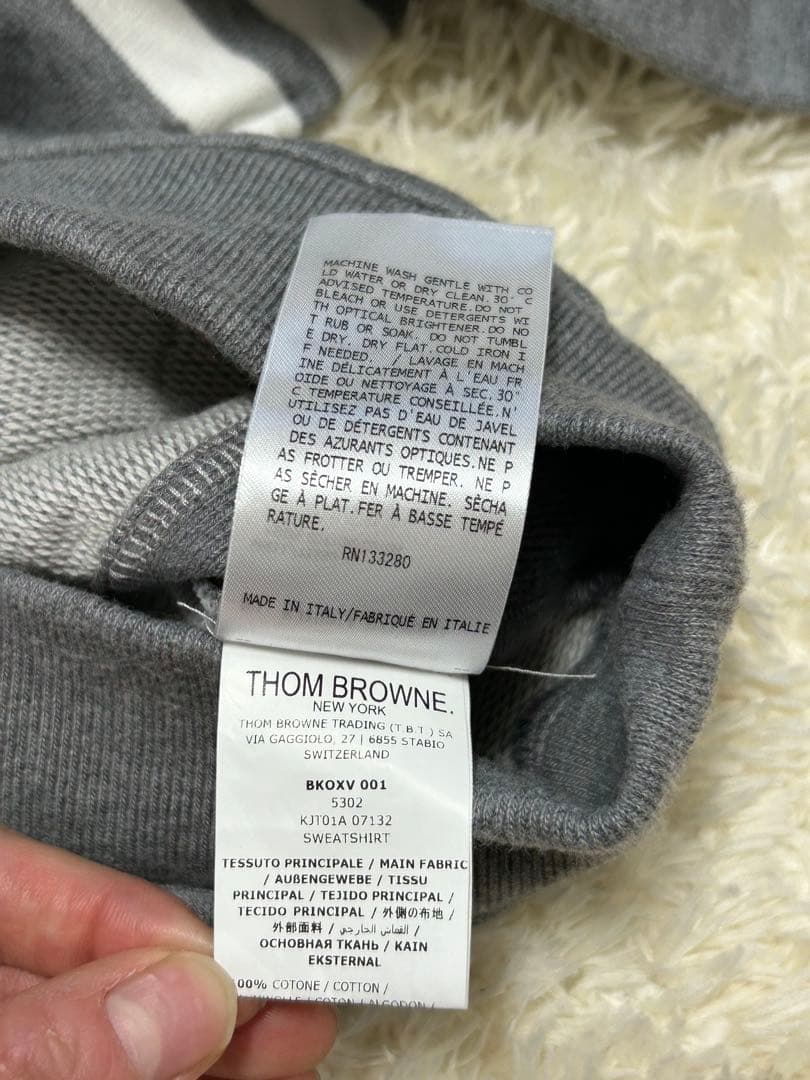 MACHINE WASH GENTLE WITH CO
LD WATER OR DRY CLEAN.30° C
ADVISED TEMPERATURE.DO NOT
BLEACH OR USE DETERGENTS WI
TH OPTICAL BRIGHTENER.DO NO
T RUB OR SOAK. DO NOT TUMBL
E DRY. DRY FLAT.COLD IRON I
F NEEDED. / LAVAGE EN MACH
INE DÉLICATEMENT À L'EAU FR
OIDE OU NETTOYAGE À SEC.30°
C TEMPERATURE CONSEILLÉE.N'
UTILISEZ PAS D'EAU DE JAVEL
OU DE DÉTERGENTS CONTENANT
DES AZURANTS OPTIQUES.NE P
AS FROTTER OU TREMPER. NE P
AS SÈCHER EN MACHINE. SÈCHA
GE À PLAT.FER À BASSE TEMPÉ
RATURE.
RN133280
MADE IN ITALY/FABRIQUÉ EN ITALIE
THOM BROWNE.
NEW YORK
THOM BROWNE TRADING (T.B.T.) SA
VIA GAGGIOLO, 27 | 6855 STABIO
SWITZERLAND
BKOXV 001
5302
KJT01A 07132
SWEATSHIRT
TESSUTO PRINCIPALE / MAIN FABRIC
/ AUßENGEWEBE / TISSU
PRINCIPAL / TEJIDO PRINCIPAL /
TECIDO PRINCIPAL / 外側の布地 /
外部面料 / القماش الخارجي /
ОСНОВНАЯ ТКАНЬ / KAIN
EKSTERNAL
00% COTONE / COTTON /
/ COTON / ALGODON /